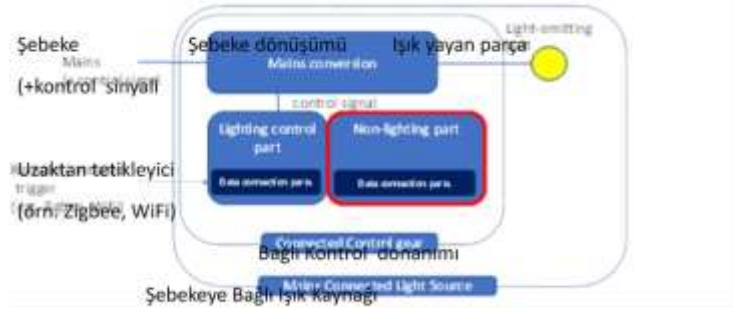 Light-emitting
Şebeke
Şebeke dönüşümü
Işık yayan parça
Mains
Mains conversion
(+kontrol sinyali
control signal
Lighting control
part
Non-lighting part
Uzaktan tetikleyici
trigger
Data connection parts
Data connection parts
(örn. Zigbee, WiFi)
Connected Control gear
Bağlı Kontrol donanımı
Mains Connected Light Source
Şebekeye Bağlı Işık Kaynağı